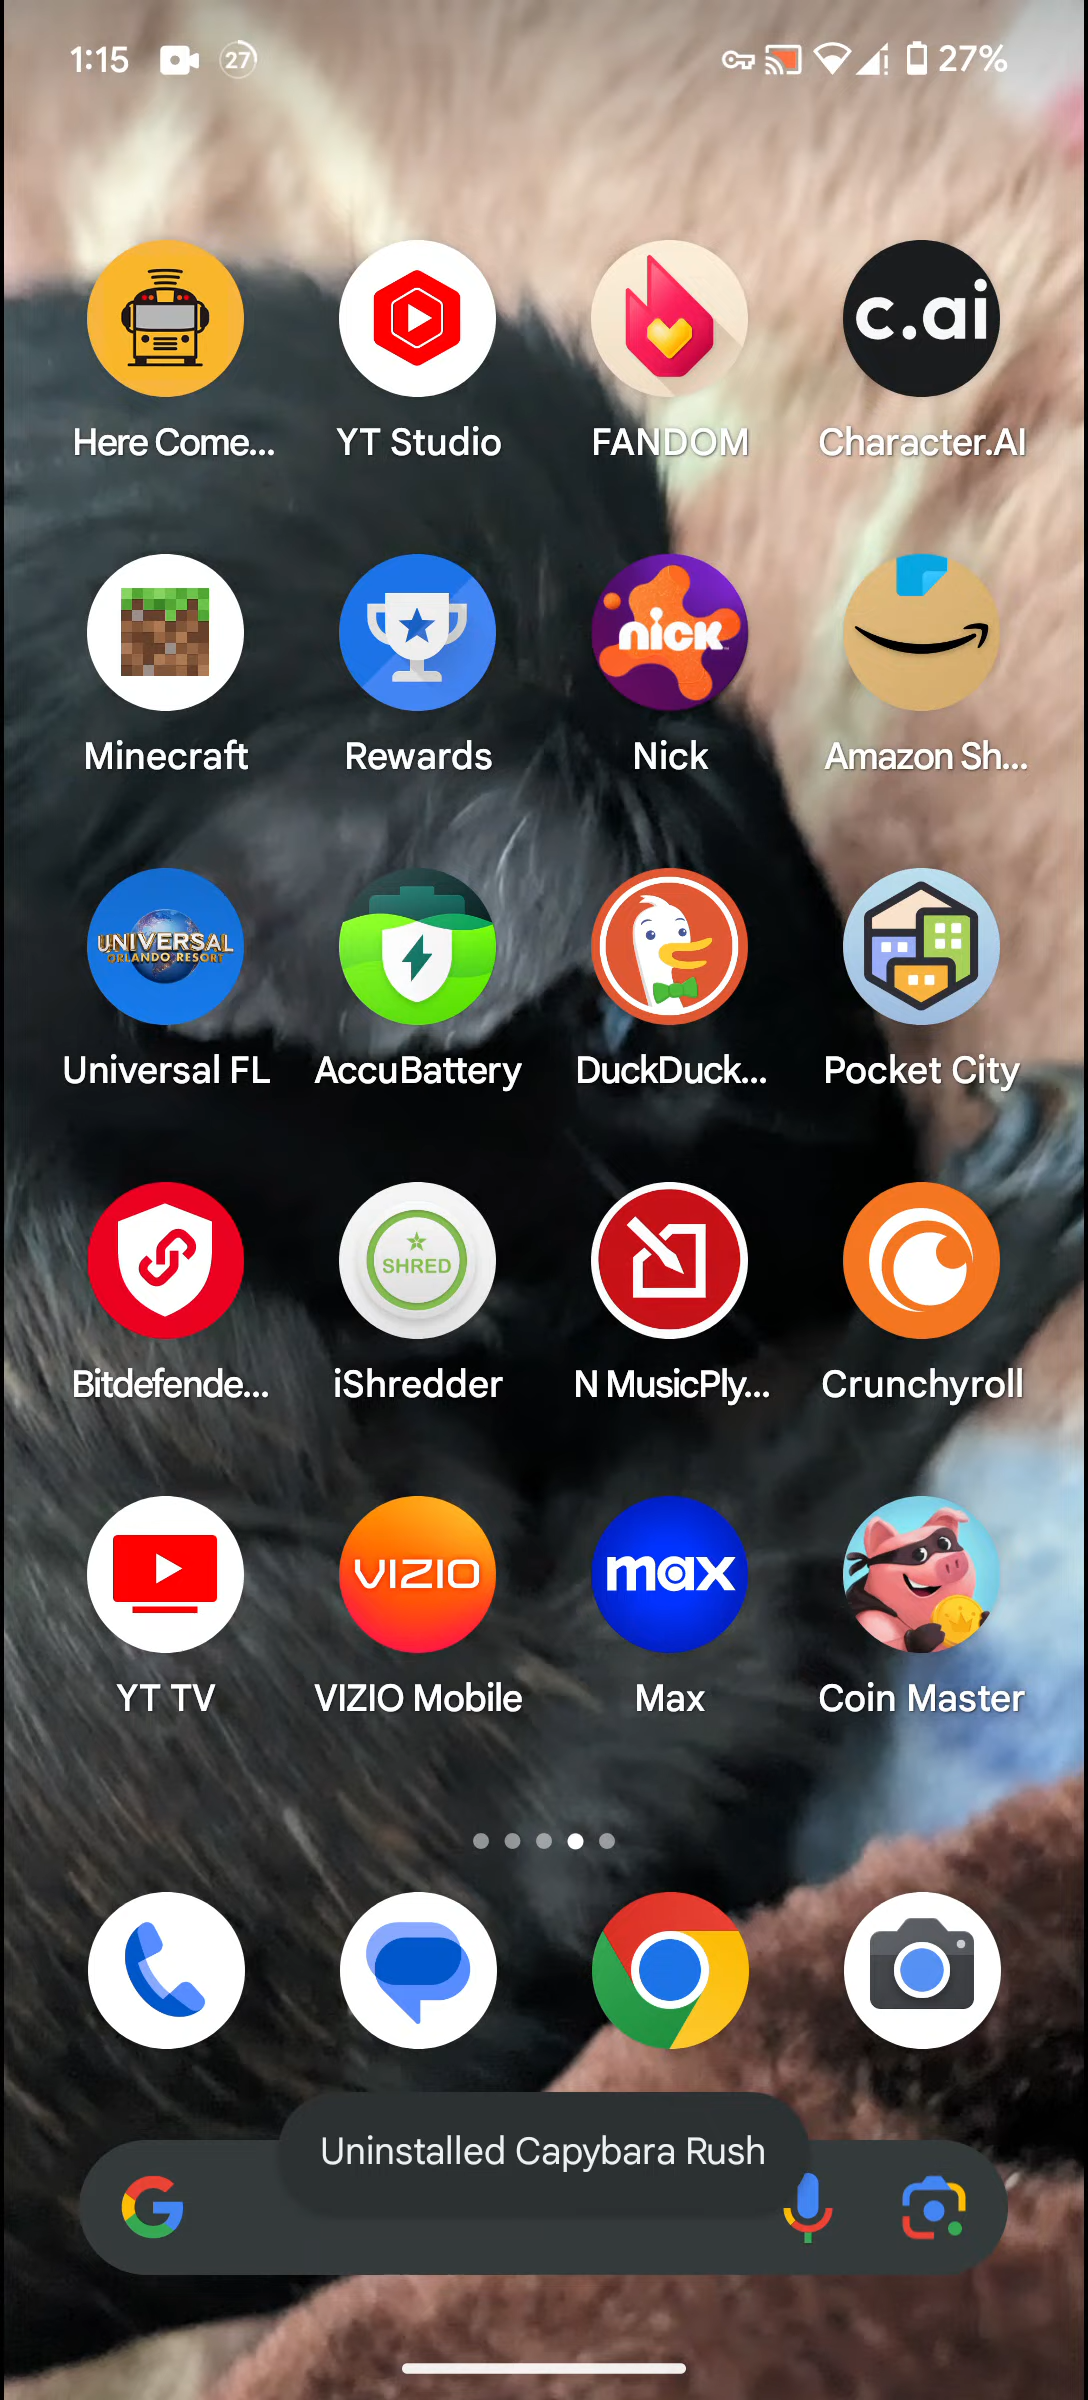 1:15 27 27%
c.ai
Here Come... YT Studio FANDOM Character.AI
nick
Minecraft Rewards Nick Amazon Sh...
UNIVERSAL
ORLANDO RESORT
Universal FL AccuBattery DuckDuck... Pocket City
SHRED
Bitdefende... iShredder N MusicPly... Crunchyroll
VIZIO max
YT TV VIZIO Mobile Max Coin Master
Uninstalled Capybara Rush